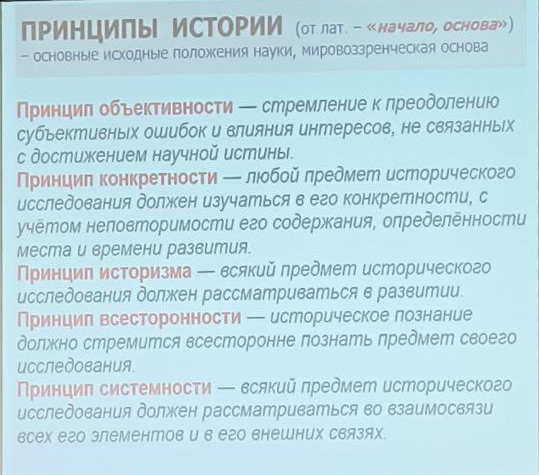 ПРИНЦИПЫ ИСТОРИИ (от лат. – «начало, основа»)
– основные исходные положения науки, мировоззренческая основа
Принцип объективности — стремление к преодолению
субъективных ошибок и влияния интересов, не связанных
с достижением научной истины.
Принцип конкретности — любой предмет исторического
исследования должен изучаться в его конкретности, с
учётом неповторимости его содержания, определённости
места и времени развития.
Принцип историзма — всякий предмет исторического
исследования должен рассматриваться в развитии.
Принцип всесторонности — историческое познание
должно стремится всесторонне познать предмет своего
исследования.
Принцип системности — всякий предмет исторического
исследования должен рассматриваться во взаимосвязи
всех его элементов и в его внешних связях.